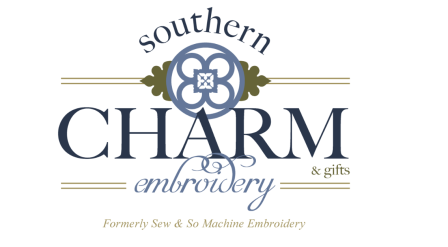 southern
CHARM
& gifts
embroidery
Formerly Sew & So Machine Embroidery